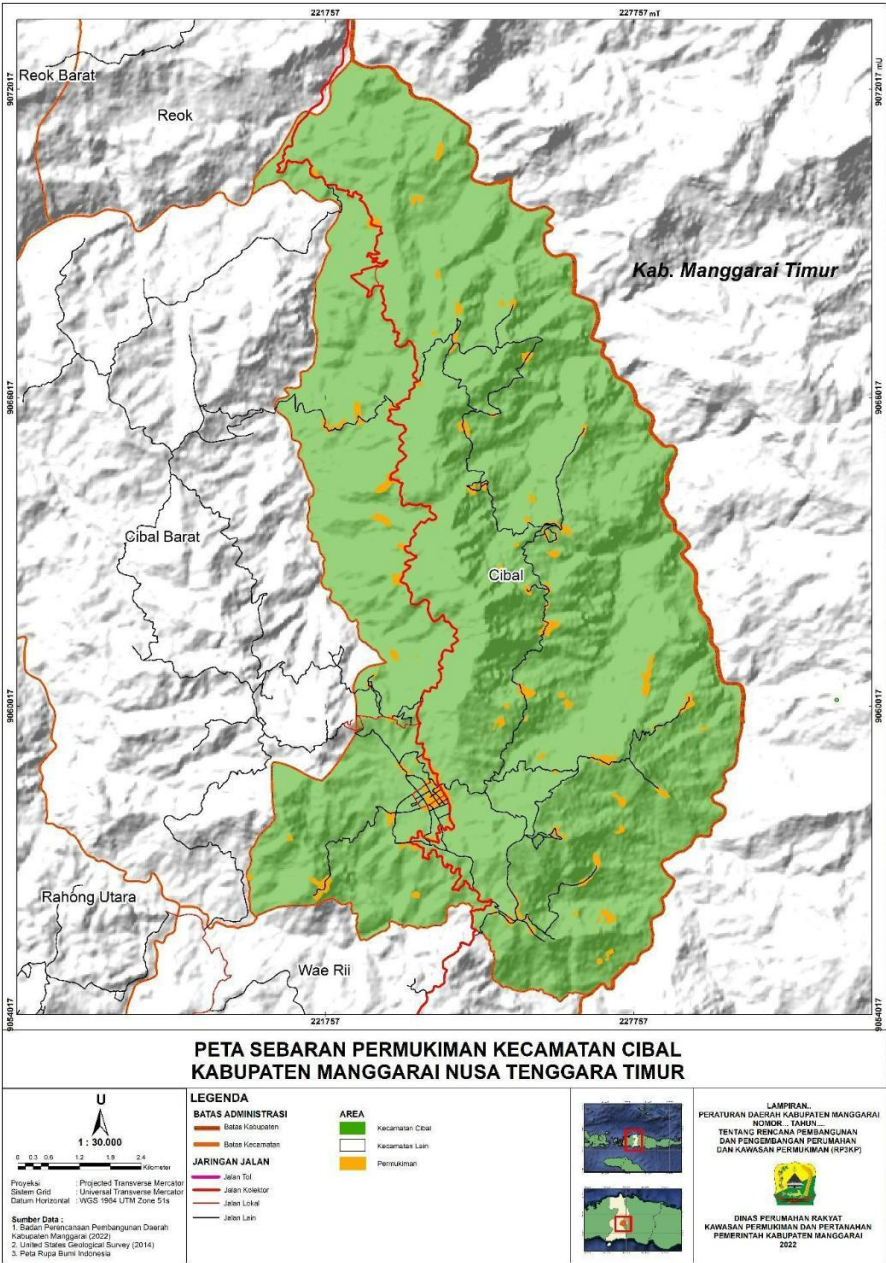 221757
227757 mT
9072017 mU
9072017
Reok Barat
Reok
Kab. Manggarai Timur
9066017
9066017
Cibal Barat
Cibal
9060017
9060017
Rahong Utara
Wae Rii
9054017
9054017
221757
227757
PETA SEBARAN PERMUKIMAN KECAMATAN CIBAL
KABUPATEN MANGGARAI NUSA TENGGARA TIMUR
U
1 : 30.000
0 0.3 0.6 1.2 1.8 2.4
Kilometer
Proyeksi : Projected Transverse Mercator
Sistem Grid : Universal Transverse Mercator
Datum Horizontal : WGS 1984 UTM Zone 51s
Sumber Data :
1. Badan Perencanaan Pembangunan Daerah
Kabupaten Manggarai (2022)
2. United States Geological Survey (2014)
3. Peta Rupa Bumi Indonesia
LEGENDA
BATAS ADMINISTRASI
Batas Kabupaten
Batas Kecamatan
JARINGAN JALAN
Jalan Tol
Jalan Kolektor
Jalan Lokal
Jalan Lain
AREA
Kecamatan Cibal
Kecamatan Lain
Permukiman
LAMPIRAN..
PERATURAN DAERAH KABUPATEN MANGGARAI
NOMOR... TAHUN....
TENTANG RENCANA PEMBANGUNAN
DAN PENGEMBANGAN PERUMAHAN
DAN KAWASAN PERMUKIMAN (RP3KP)
DINAS PERUMAHAN RAKYAT
KAWASAN PERMUKIMAN DAN PERTANAHAN
PEMERINTAH KABUPATEN MANGGARAI
2022